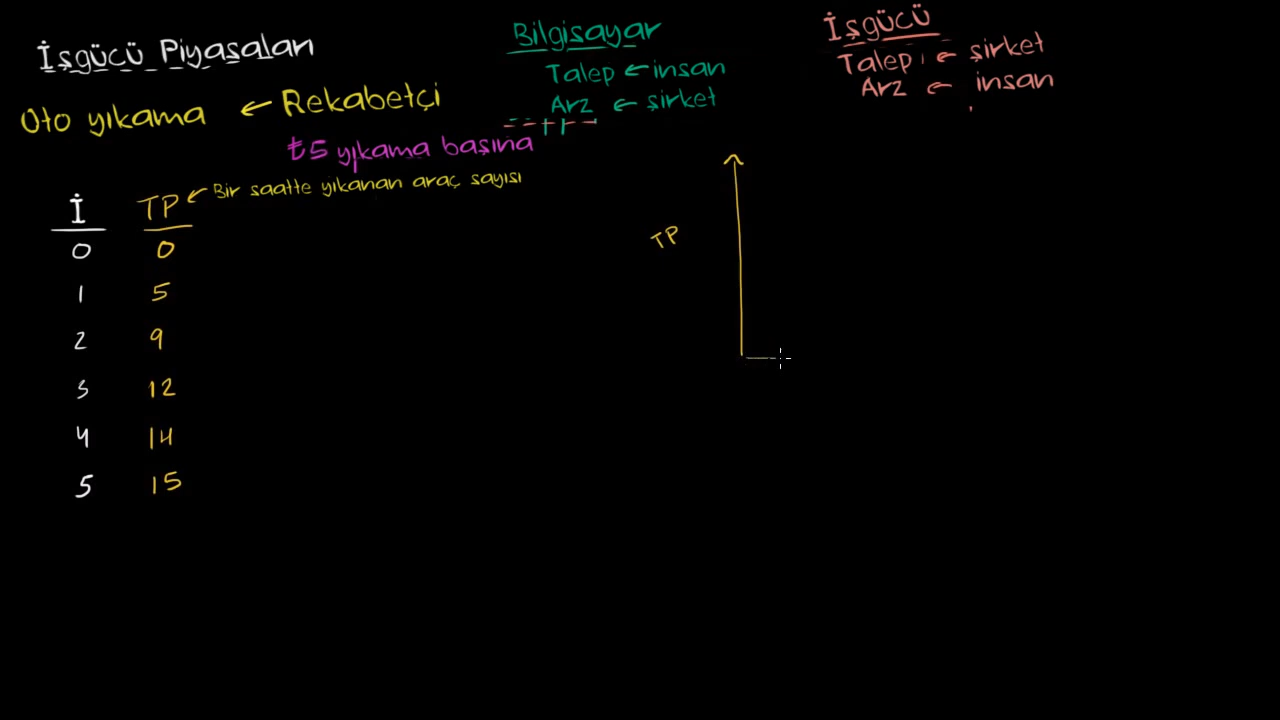 İşgücü Piyasaları
Oto yıkama ← Rekabetçi
₺5 yıkama başına
Bilgisayar
Talep ← insan
Arz ← şirket
İşgücü
Talep ← şirket
Arz ← insan
İ TP ← Bir saatte yıkanan araç sayısı
0 0
1 5
2 9
3 12
4 14
5 15
TP